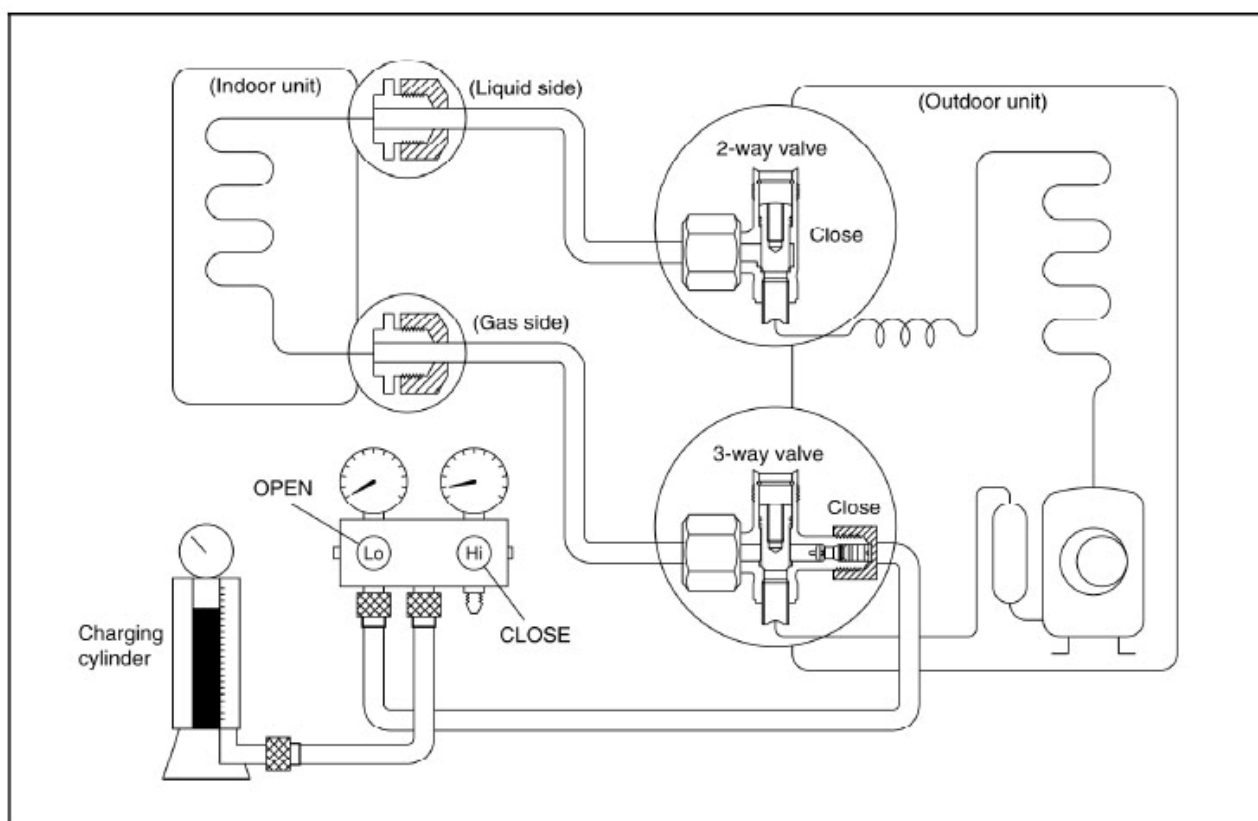 (Indoor unit)
(Liquid side)
(Outdoor unit)
2-way valve
Close
(Gas side)
3-way valve
Close
OPEN
Lo
Hi
CLOSE
Charging
cylinder